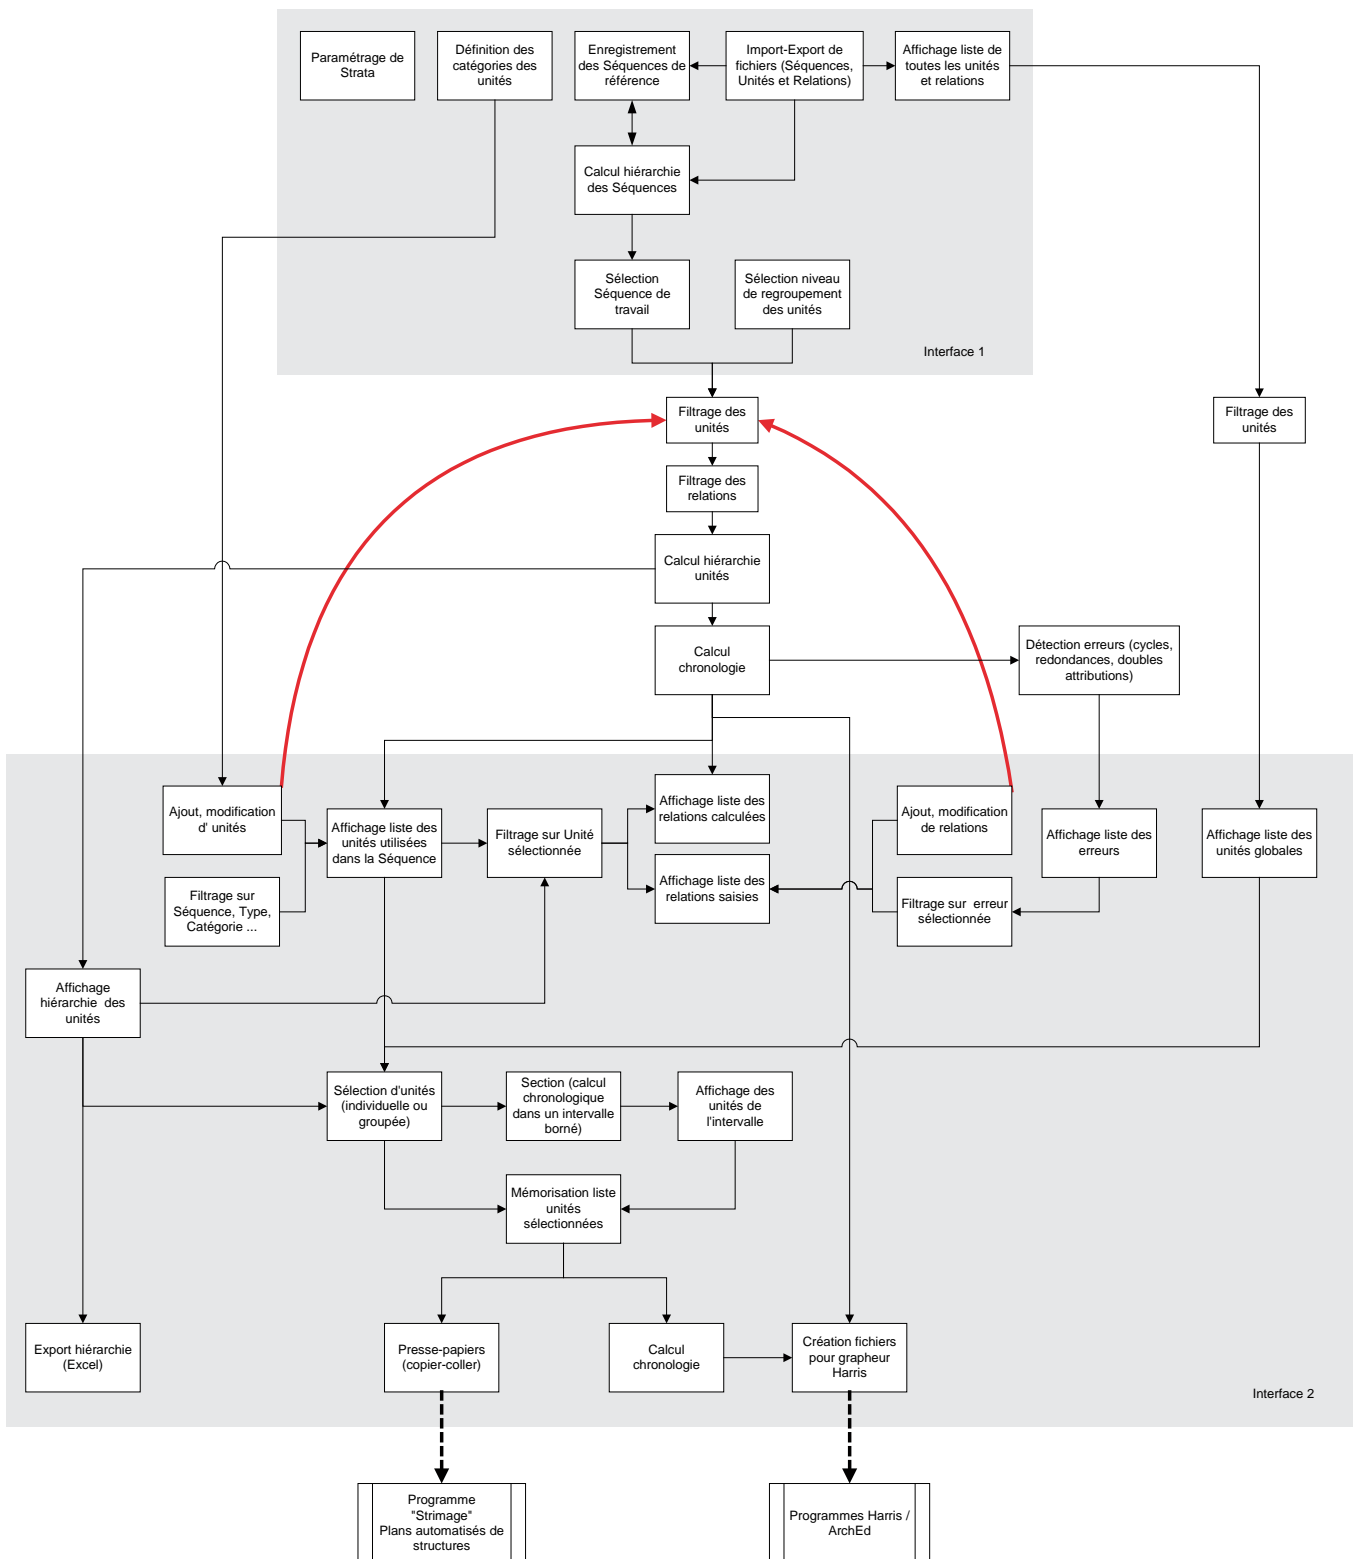 Paramétrage de
Strata
Définition des
catégories des
unités
Enregistrement
des Séquences de
référence
Import-Export de
fichiers (Séquences,
Unités et Relations)
Affichage liste de
toutes les unités
et relations
Calcul hiérarchie
des Séquences
Sélection
Séquence de
travail
Sélection niveau
de regroupement
des unités
Interface 1
Filtrage des
unités
Filtrage des
unités
Filtrage des
relations
Calcul hiérarchie
unités
Calcul
chronologie
Détection erreurs (cycles,
redondances, doubles
attributions)
Ajout, modification
d' unités
Affichage liste des
unités utilisées
dans la Séquence
Filtrage sur Unité
sélectionnée
Affichage liste des
relations calculées
Ajout, modification
de relations
Affichage liste des
erreurs
Affichage liste des
unités globales
Filtrage sur
Séquence, Type,
Catégorie ...
Affichage liste des
relations saisies
Filtrage sur erreur
sélectionnée
Affichage
hiérarchie des
unités
Sélection d'unités
(individuelle ou
groupée)
Section (calcul
chronologique
dans un intervalle
borné)
Affichage des
unités de
l'intervalle
Mémorisation liste
unités
sélectionnées
Export hiérarchie
(Excel)
Presse-papiers
(copier-coller)
Calcul
chronologie
Création fichiers
pour grapheur
Harris
Interface 2
Programme
"Strimage"
Plans automatisés de
structures
Programmes Harris /
ArchEd